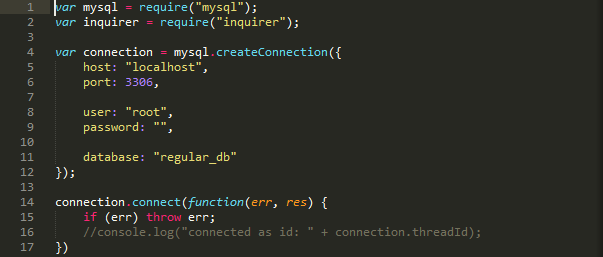 1 var mysql = require("mysql");
2 var inquirer = require("inquirer");
3
4 var connection = mysql.createConnection({
5     host: "localhost",
6     port: 3306,
7
8     user: "root",
9     password: "",
10
11     database: "regular_db"
12 });
13
14 connection.connect(function(err, res) {
15     if (err) throw err;
16     //console.log("connected as id: " + connection.threadId);
17 })